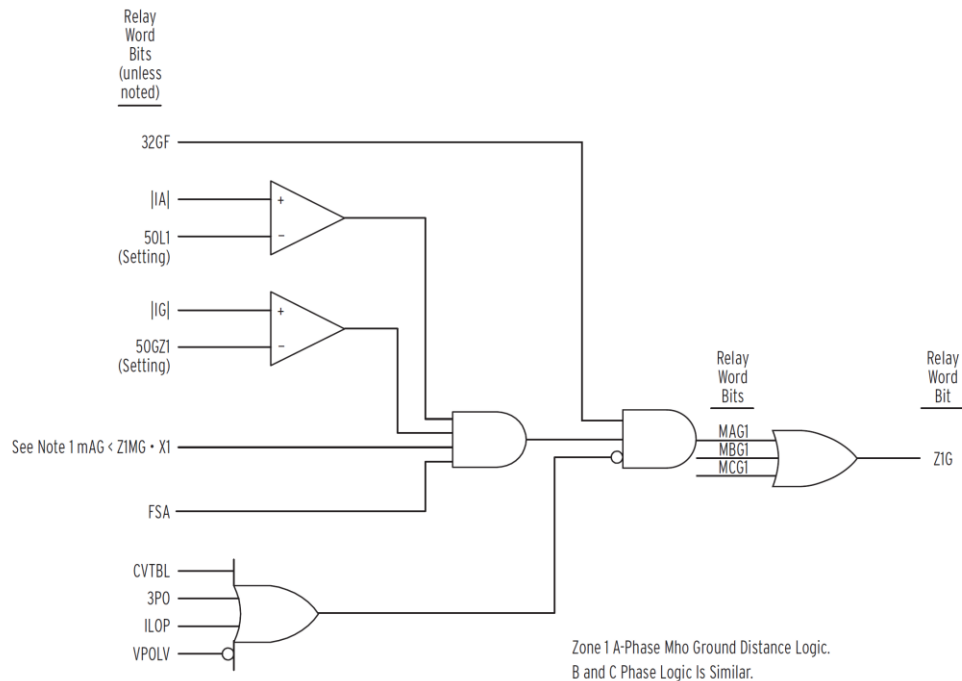 Relay
Word
Bits
(unless
noted)
32GF
|IA|
50L1
(Setting)
|IG|
50GZ1
(Setting)
See Note 1 mAG < Z1MG • X1
FSA
CVTBL
3PO
ILOP
VPOLV
+
–
+
–
Relay
Word
Bits
MAG1
MBG1
MCG1
Relay
Word
Bit
Z1G
Zone 1 A-Phase Mho Ground Distance Logic.
B and C Phase Logic Is Similar.